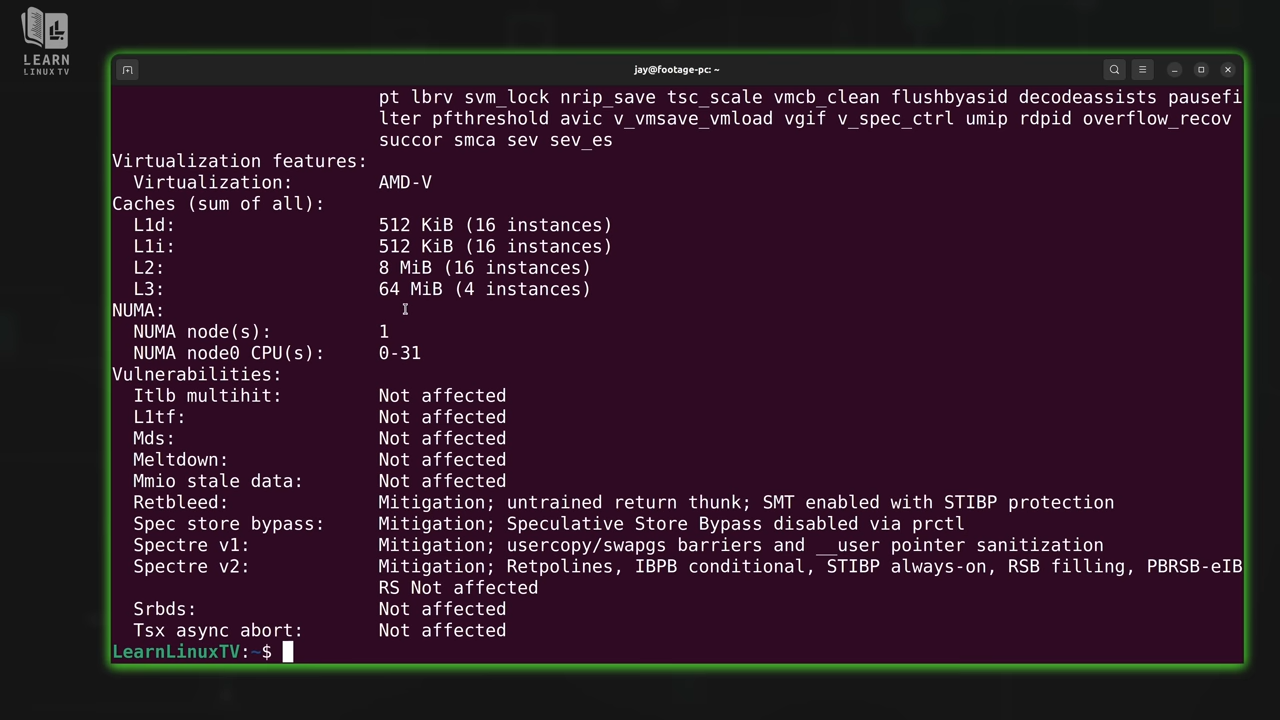 LEARN
LINUX TV
jay@footage-pc: ~
pt lbrv svm_lock nrip_save tsc_scale vmcb_clean flushbyasid decodeassists pausefi
lter pfthreshold avic v_vmsave_vmload vgif v_spec_ctrl umip rdpid overflow_recov
succor smca sev sev_es
Virtualization features:
Virtualization: AMD-V
Caches (sum of all):
L1d: 512 KiB (16 instances)
L1i: 512 KiB (16 instances)
L2: 8 MiB (16 instances)
L3: 64 MiB (4 instances)
NUMA:
NUMA node(s): 1
NUMA node0 CPU(s): 0-31
Vulnerabilities:
Itlb multihit: Not affected
L1tf: Not affected
Mds: Not affected
Meltdown: Not affected
Mmio stale data: Not affected
Retbleed: Mitigation; untrained return thunk; SMT enabled with STIBP protection
Spec store bypass: Mitigation; Speculative Store Bypass disabled via prctl
Spectre v1: Mitigation; usercopy/swapgs barriers and __user pointer sanitization
Spectre v2: Mitigation; Retpolines, IBPB conditional, STIBP always-on, RSB filling, PBRSB-eIB
RS Not affected
Srbds: Not affected
Tsx async abort: Not affected
LearnLinuxTV:~$